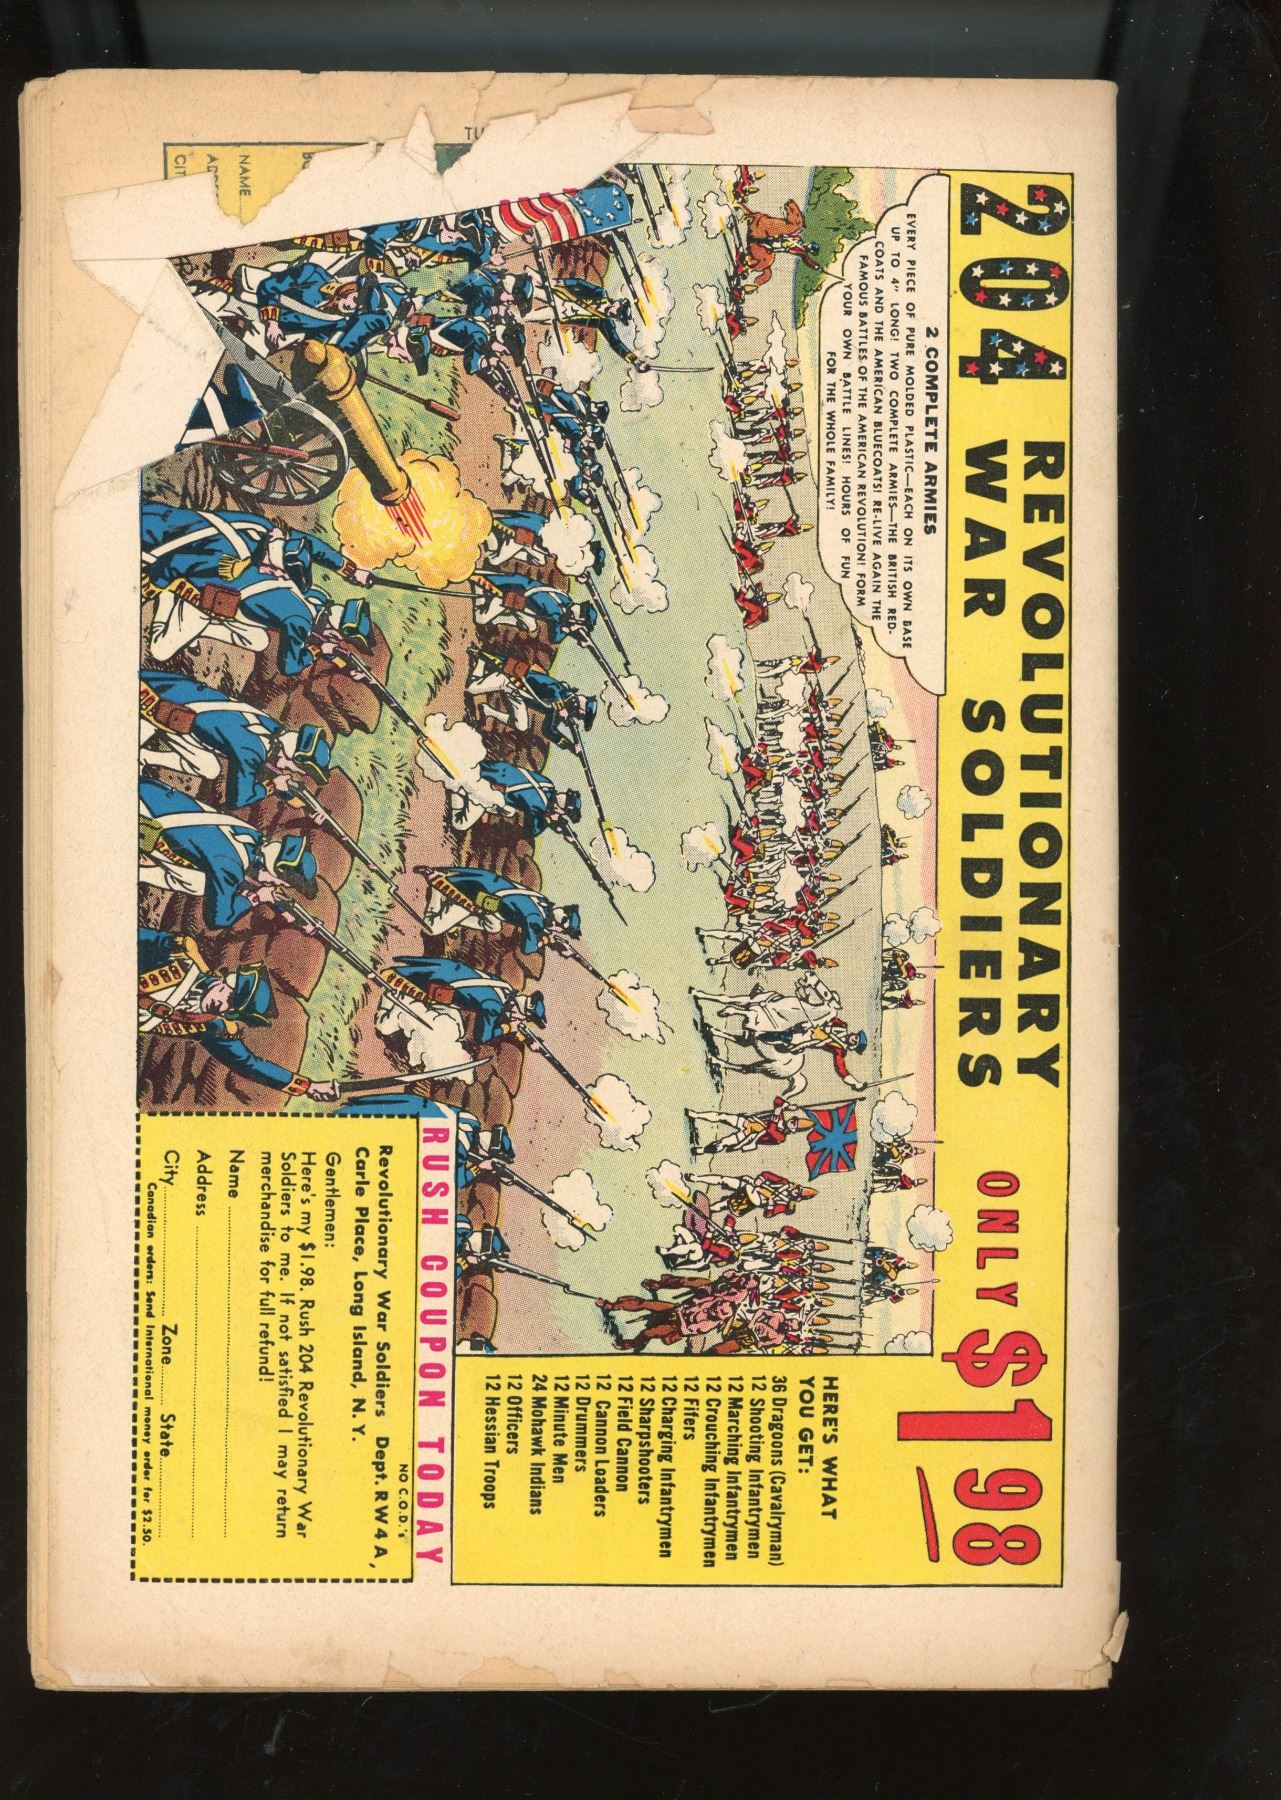 204 REVOLUTIONARY
WAR SOLDIERS
ONLY $1 98
2 COMPLETE ARMIES
EVERY PIECE OF PURE MOLDED PLASTIC—EACH ON ITS OWN BASE
UP TO 4" LONG! TWO COMPLETE ARMIES—THE BRITISH RED-
COATS AND THE AMERICAN BLUECOATS! RE-LIVE AGAIN THE
FAMOUS BATTLES OF THE AMERICAN REVOLUTION! FORM
YOUR OWN BATTLE LINES! HOURS OF FUN
FOR THE WHOLE FAMILY!
HERE'S WHAT
YOU GET:
36 Dragoons (Cavalryman)
12 Shooting Infantrymen
12 Marching Infantrymen
12 Crouching Infantrymen
12 Fifers
12 Charging Infantrymen
12 Sharpshooters
12 Field Cannon
12 Cannon Loaders
12 Drummers
12 Minute Men
24 Mohawk Indians
12 Officers
12 Hessian Troops
RUSH COUPON TODAY
NO C.O.D.'s
Revolutionary War Soldiers Dept. RW4A,
Carle Place, Long Island, N.Y.
Gentlemen:
Here's my $1.98. Rush 204 Revolutionary War
Soldiers to me. If not satisfied I may return
merchandise for full refund!
Name
Address
City Zone State
Canadian orders: Send International money order for $2.50.
NAME